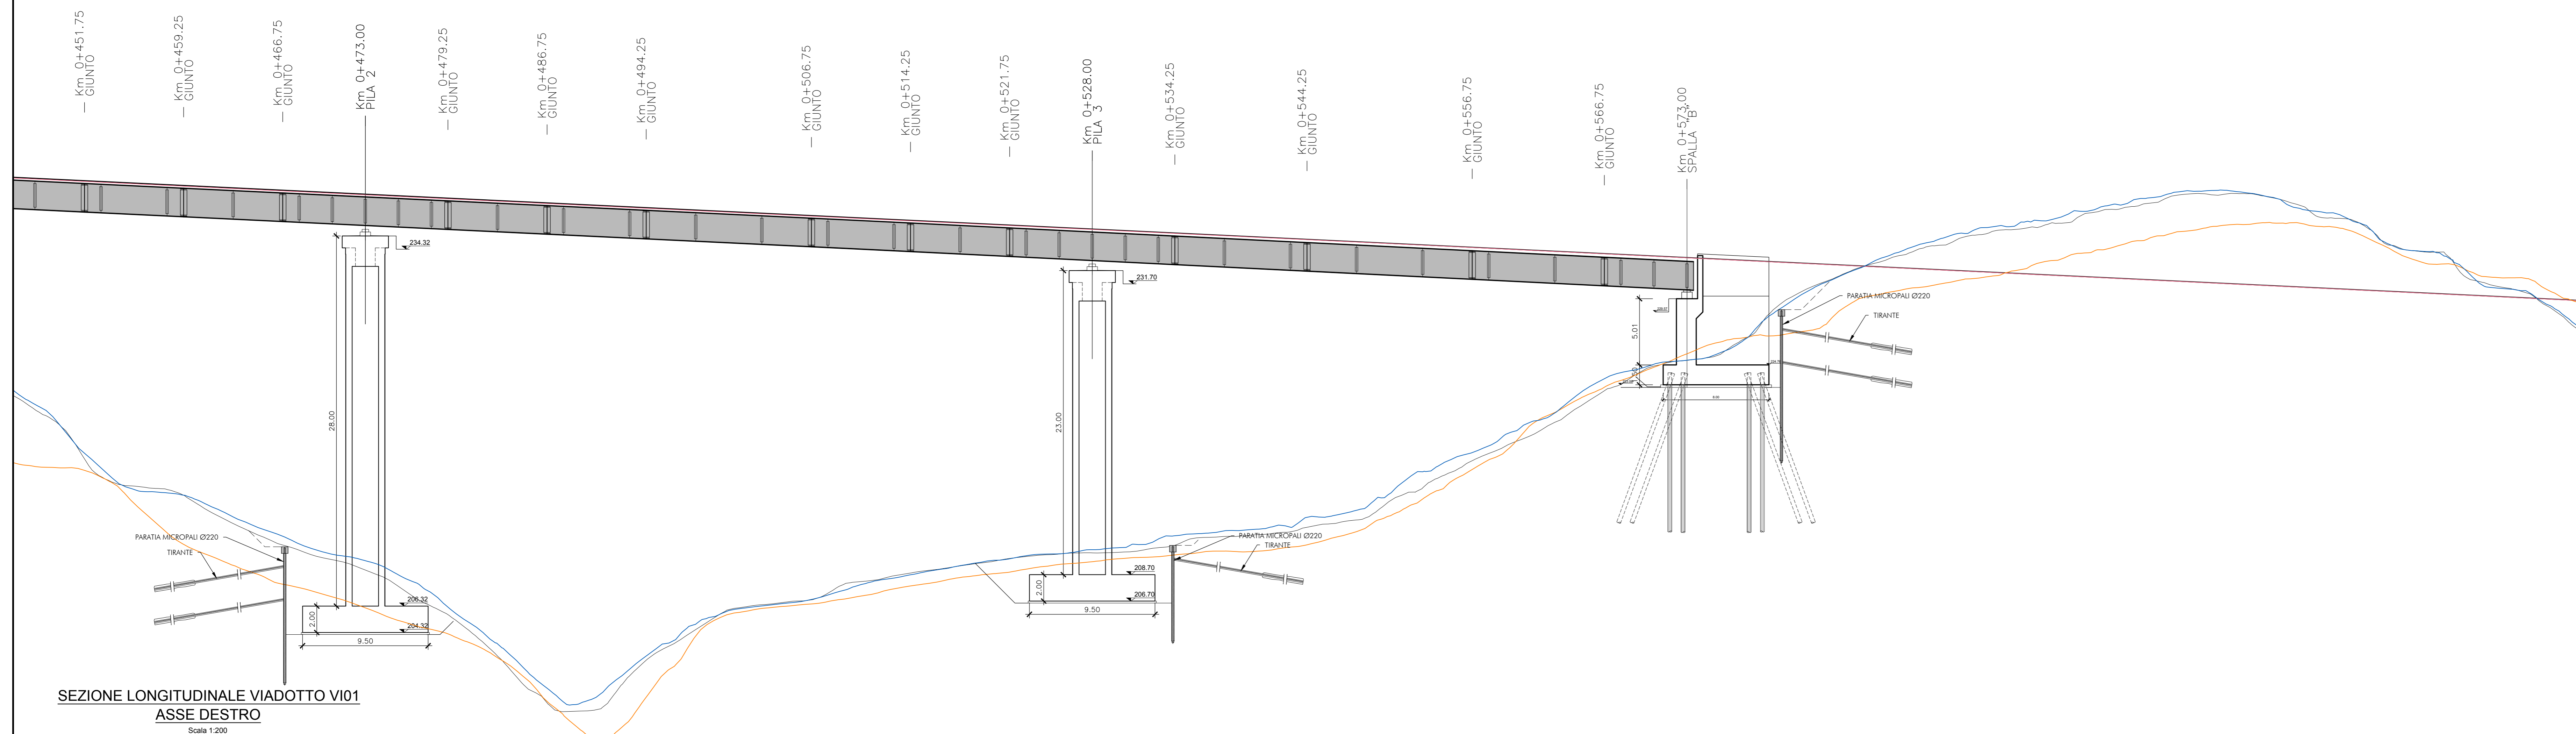 Km 0+451.75
GIUNTO
Km 0+459.25
GIUNTO
Km 0+466.75
GIUNTO
Km 0+473.00
PILA 2
Km 0+479.25
GIUNTO
Km 0+486.75
GIUNTO
Km 0+494.25
GIUNTO
Km 0+506.75
GIUNTO
Km 0+514.25
GIUNTO
Km 0+521.75
GIUNTO
Km 0+528.00
PILA 3
Km 0+534.25
GIUNTO
Km 0+544.25
GIUNTO
Km 0+556.75
GIUNTO
Km 0+566.75
GIUNTO
Km 0+573.00
SPALLA "B"
234.32
28.00
PARATIA MICROPALI Ø220
TIRANTE
206.32
2.00
204.32
9.50
231.70
23.00
PARATIA MICROPALI Ø220
TIRANTE
208.70
2.00
206.70
9.50
5.01
PARATIA MICROPALI Ø220
TIRANTE
SEZIONE LONGITUDINALE VIADOTTO VI01
ASSE DESTRO
Scala 1:200